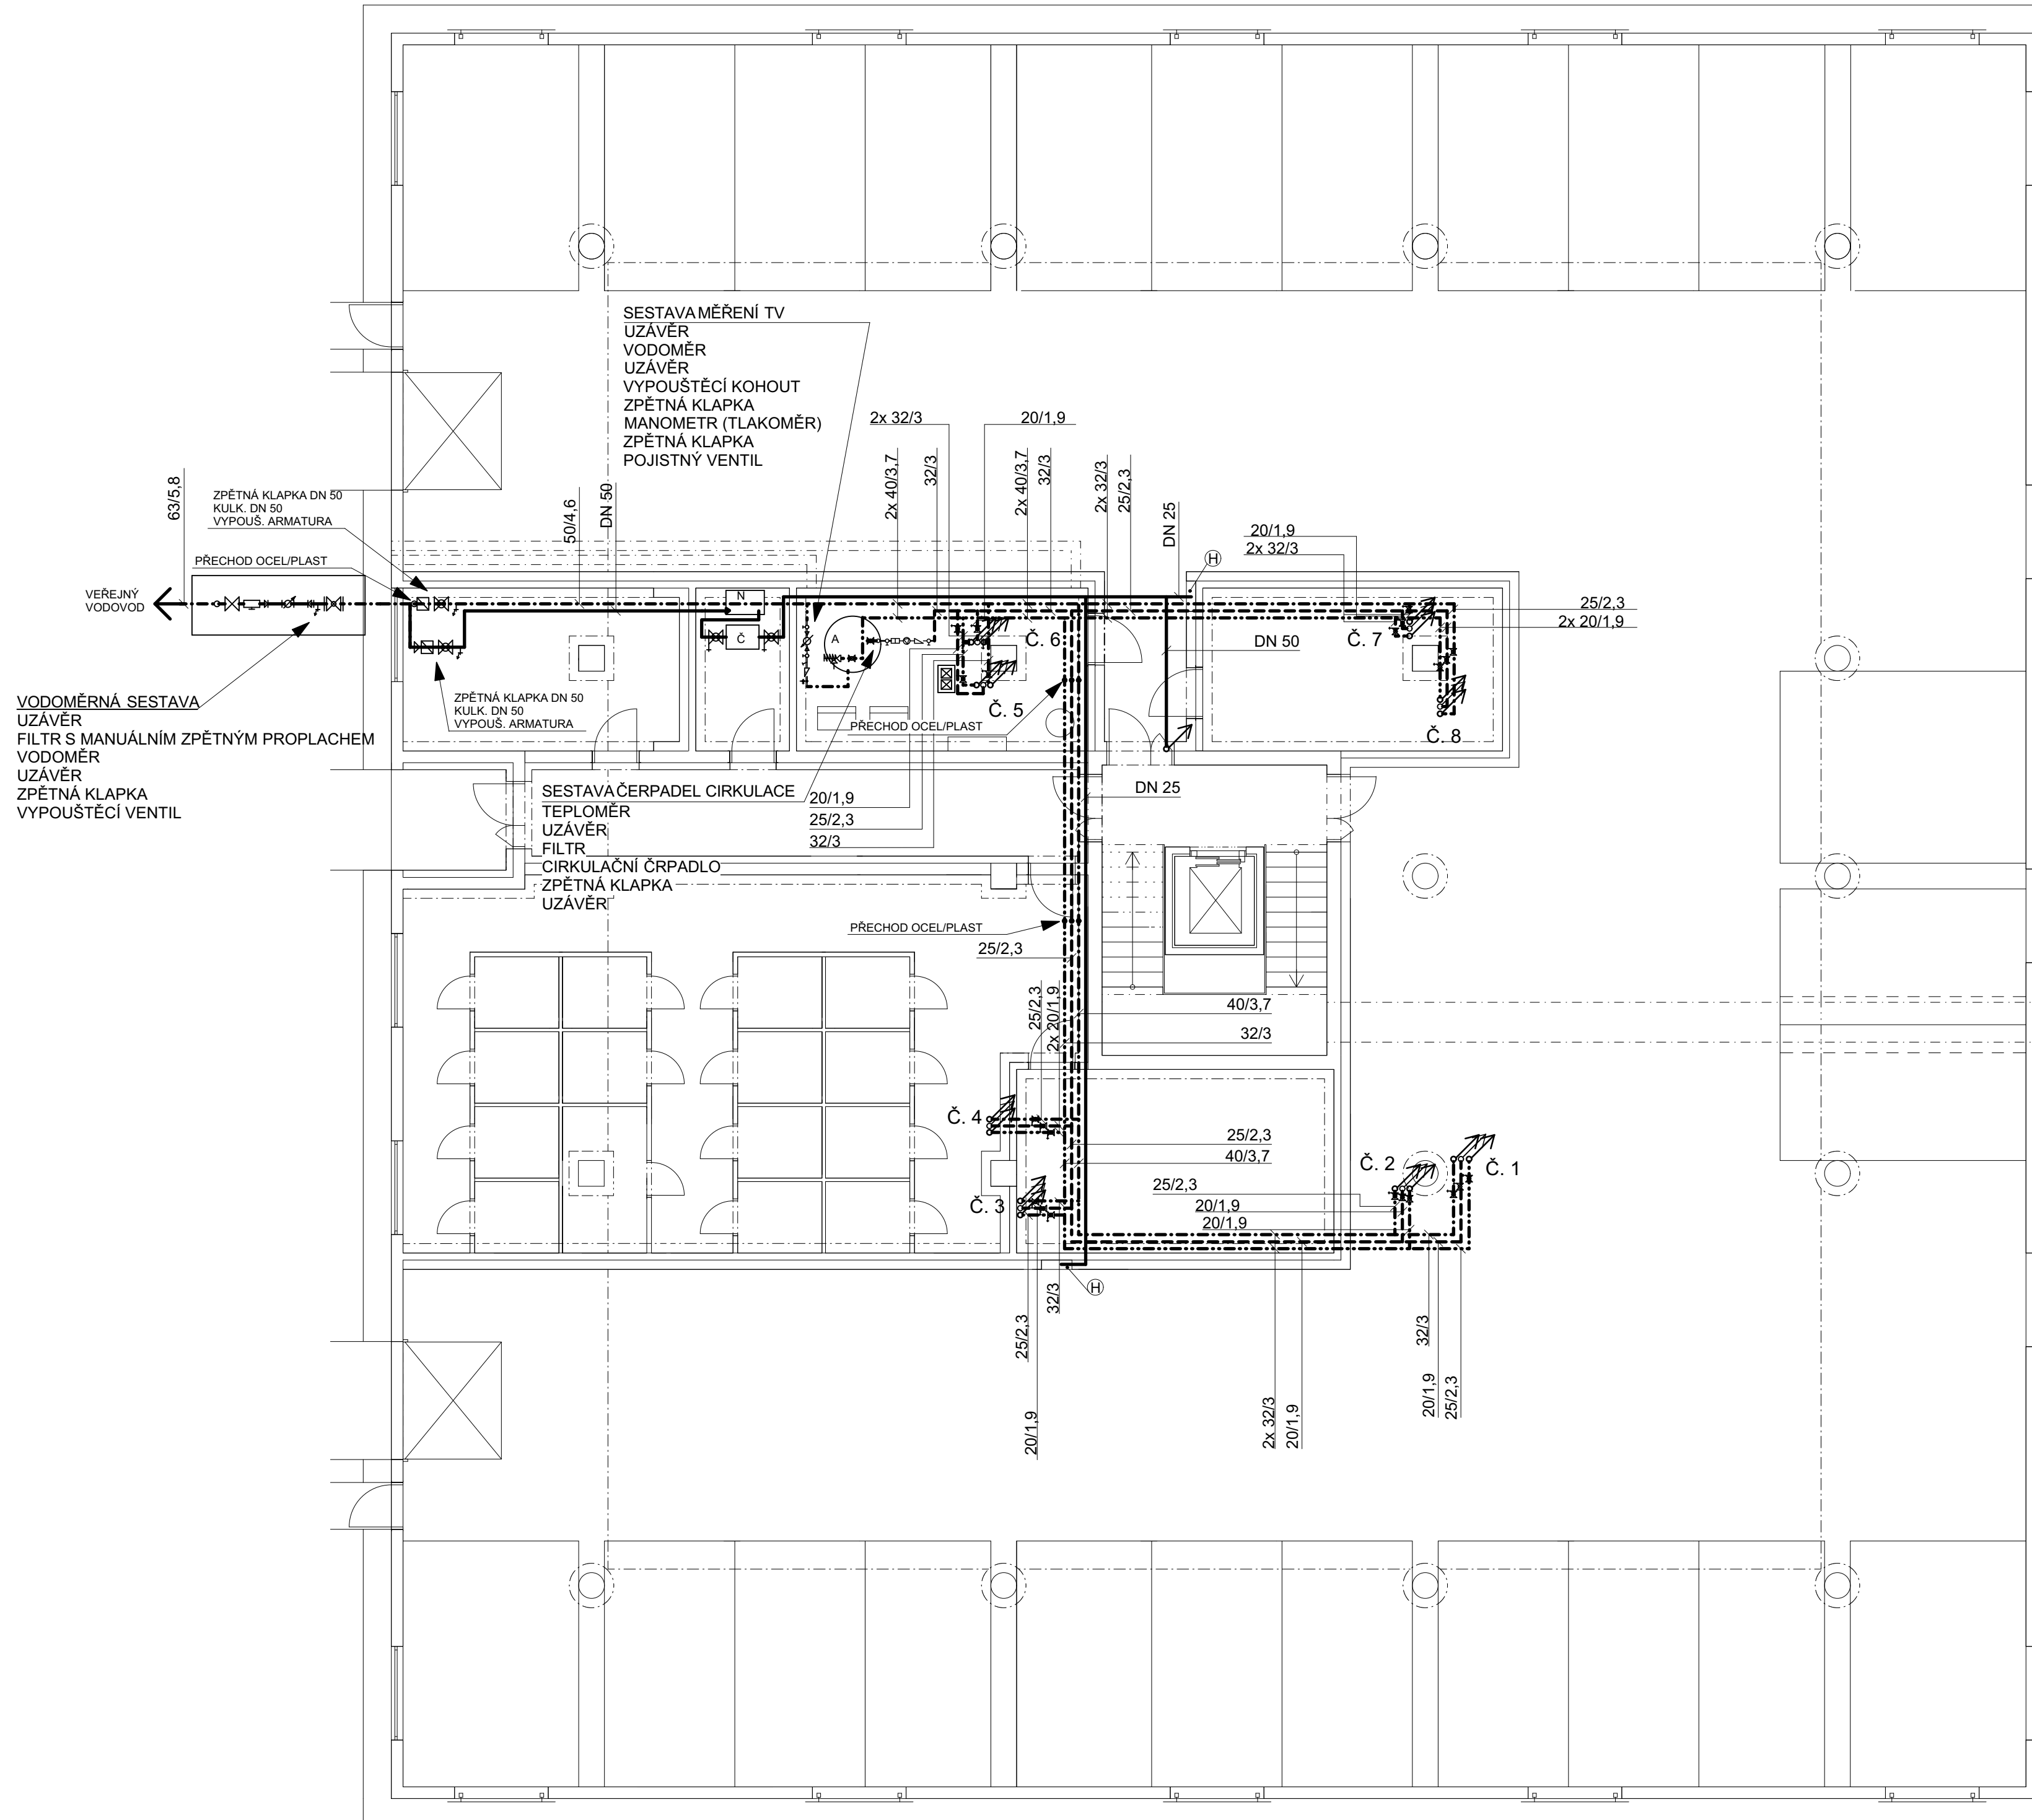 SESTAVA MĚŘENÍ TV
UZÁVĚR
VODOMĚR
UZÁVĚR
VYPOUŠTĚCÍ KOHOUT
ZPĚTNÁ KLAPKA
MANOMETR (TLAKOMĚR)
ZPĚTNÁ KLAPKA
POJISTNÝ VENTIL
2x 32/3
20/1,9
63/5,8
ZPĚTNÁ KLAPKA DN 50
KULK. DN 50
VYPOUŠ. ARMATURA
PŘECHOD OCEL/PLAST
VEŘEJNÝ
VODOVOD
50/4,6
DN 50
2x 40/3,7
32/3
2x 40/3,7
32/3
2x 32/3
25/2,3
DN 25
H
20/1,9
2x 32/3
25/2,3
2x 20/1,9
N
Č
A
Č. 6
Č. 5
DN 50
Č. 7
Č. 8
ZPĚTNÁ KLAPKA DN 50
KULK. DN 50
VYPOUŠ. ARMATURA
PŘECHOD OCEL/PLAST
VODOMĚRNÁ SESTAVA
UZÁVĚR
FILTR S MANUÁLNÍM ZPĚTNÝM PROPLACHEM
VODOMĚR
UZÁVĚR
ZPĚTNÁ KLAPKA
VYPOUŠTĚCÍ VENTIL
SESTAVA ČERPADEL CIRKULACE
TEPLOMĚR
UZÁVĚR
FILTR
CIRKULAČNÍ ČRPADLO
ZPĚTNÁ KLAPKA
UZÁVĚR
20/1,9
25/2,3
32/3
DN 25
PŘECHOD OCEL/PLAST
25/2,3
25/2,3
2x 20/1,9
40/3,7
32/3
Č. 4
25/2,3
40/3,7
Č. 3
Č. 2
Č. 1
25/2,3
20/1,9
20/1,9
H
32/3
25/2,3
20/1,9
2x 32/3
20/1,9
32/3
20/1,9
25/2,3